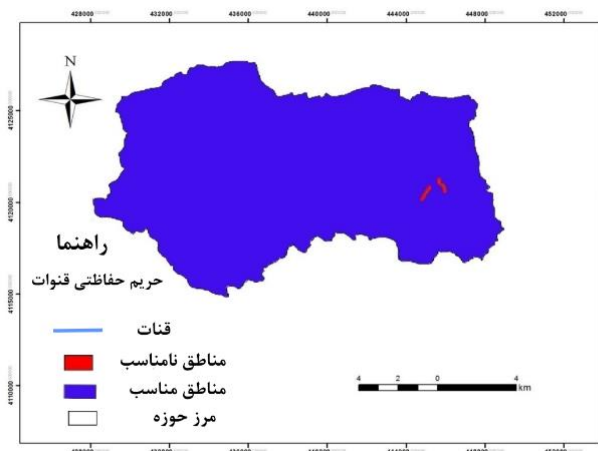 428000 432000 436000 440000 444000 448000 452000
N
4125000
4120000
4115000
4110000
راهنما
حریم حفاظتی قنوات
قنات
مناطق نامناسب
مناطق مناسب
مرز حوزه
4 2 0 4
km